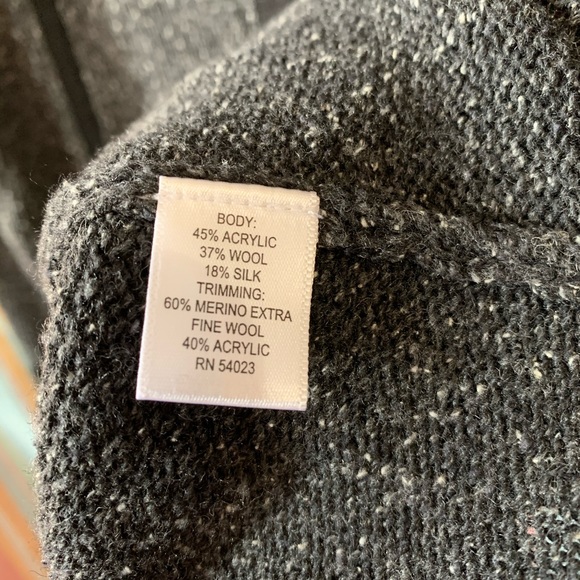 BODY:
45% ACRYLIC
37% WOOL
18% SILK
TRIMMING:
60% MERINO EXTRA
FINE WOOL
40% ACRYLIC
RN 54023